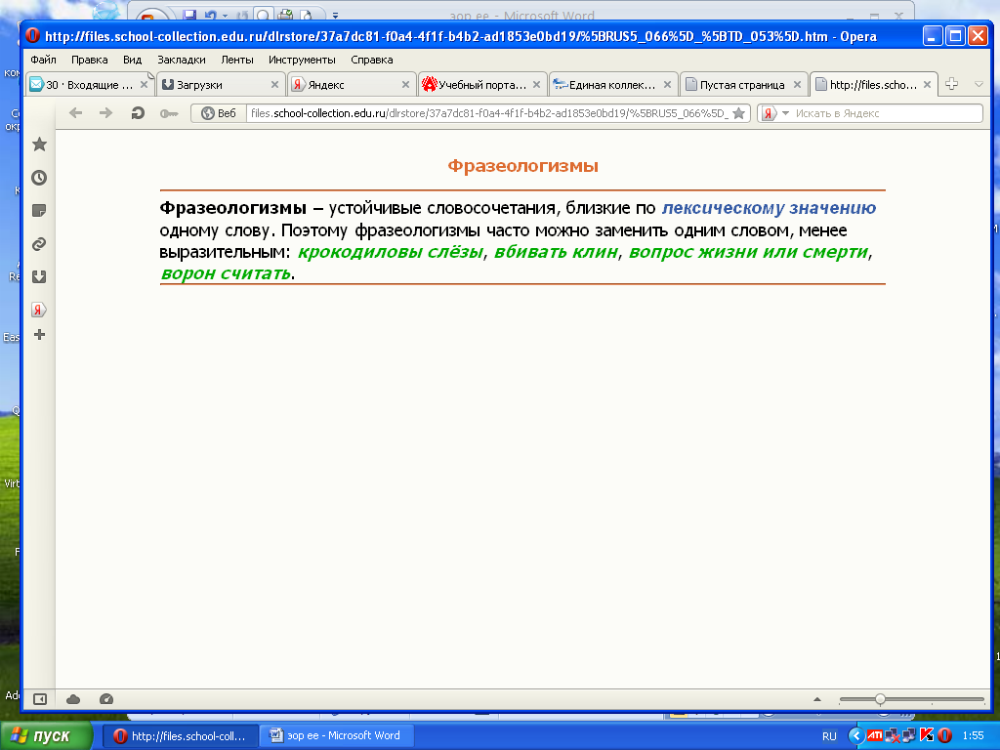 зор ее - Microsoft Word
http://files.school-collection.edu.ru/dlrstore/37a7dc81-f0a4-4f1f-b4b2-ad1853e0bd19/%5BRUS5_066%5D_%5BTD_053%5D.htm - Opera
Файл Правка Вид Закладки Ленты Инструменты Справка
30 · Входящие ... Загрузки Яндекс Учебный порта... Единая коллек... Пустая страница http://files.scho...
Веб files.school-collection.edu.ru/dlrstore/37a7dc81-f0a4-4f1f-b4b2-ad1853e0bd19/%5BRUS5_066%5D_ Искать в Яндекс
Фразеологизмы
Фразеологизмы – устойчивые словосочетания, близкие по лексическому значению
одному слову. Поэтому фразеологизмы часто можно заменить одним словом, менее
выразительным: крокодиловы слёзы, вбивать клин, вопрос жизни или смерти,
ворон считать.
пуск http://files.school-coll... зор ее - Microsoft Word RU 1:55